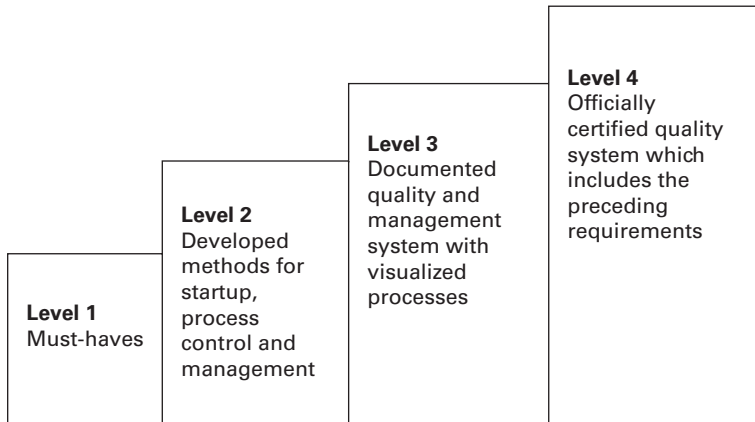 Level 1
Must-haves
Level 2
Developed
methods for
startup,
process
control and
management
Level 3
Documented
quality and
management
system with
visualized
processes
Level 4
Officially
certified quality
system which
includes the
preceding
requirements